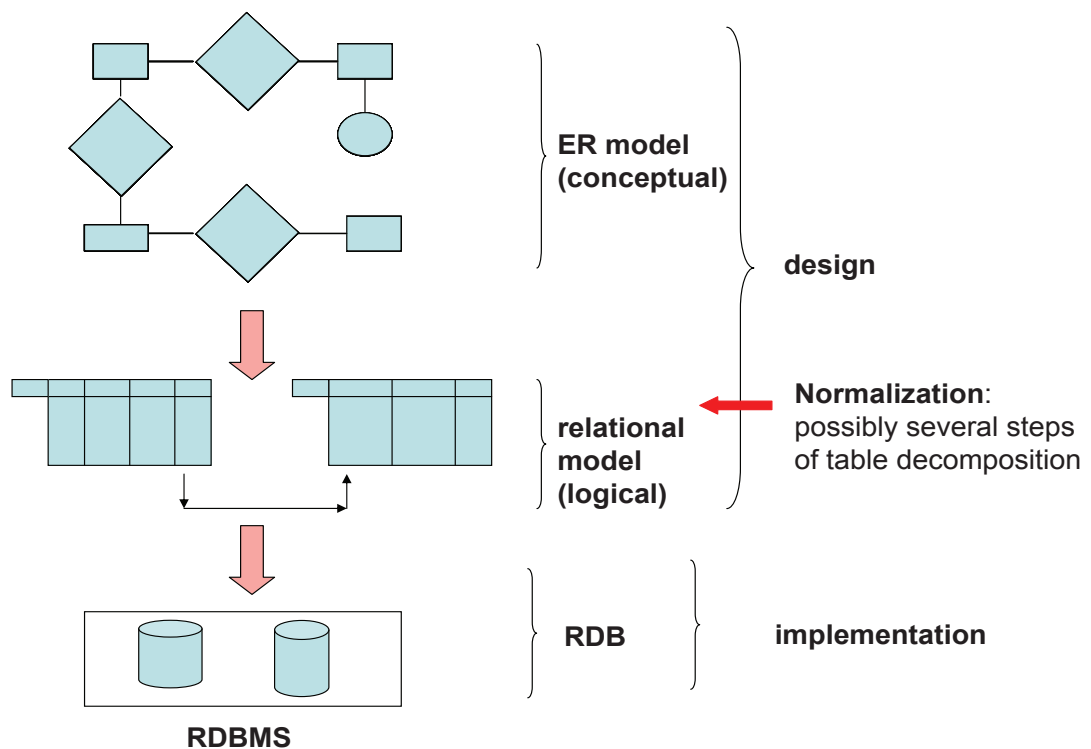 ER model
(conceptual)
design
Normalization:
possibly several steps
of table decomposition
relational
model
(logical)
RDB
implementation
RDBMS